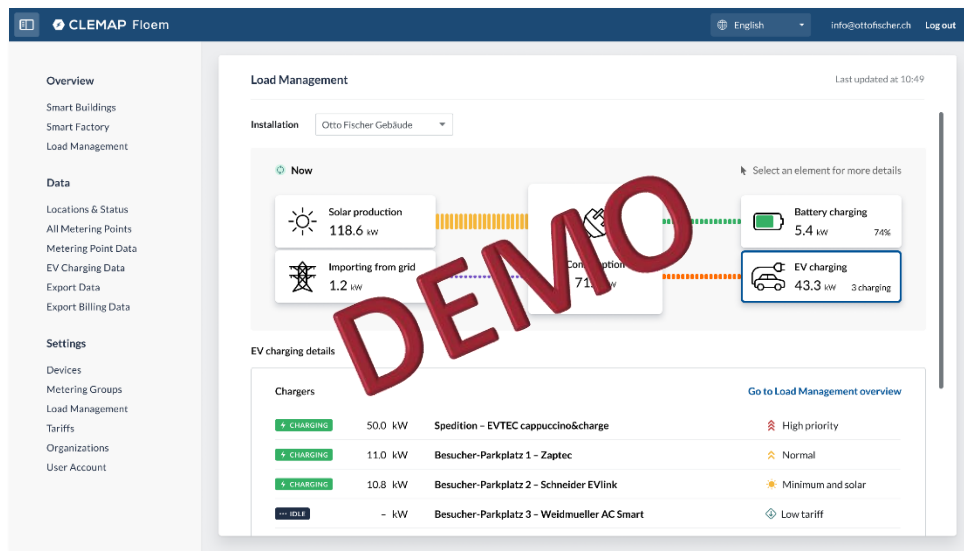 CLEMAP Floem
English
info@ottofischer.ch
Log out
Overview
Smart Buildings
Smart Factory
Load Management
Data
Locations & Status
All Metering Points
Metering Point Data
EV Charging Data
Export Data
Export Billing Data
Settings
Devices
Metering Groups
Load Management
Tariffs
Organizations
User Account
Load Management
Last updated at 10:49
Installation
Otto Fischer Gebäude
Now
Select an element for more details
Solar production
118.6 kW
Importing from grid
1.2 kW
Battery charging
5.4 kW 74%
EV charging
43.3 kW 3 charging
DEMO
EV charging details
Chargers
Go to Load Management overview
CHARGING 50.0 kW Spedition – EVTEC cappuccino&charge High priority
CHARGING 11.0 kW Besucher-Parkplatz 1 – Zaptec Normal
CHARGING 10.8 kW Besucher-Parkplatz 2 – Schneider EVlink Minimum and solar
IDLE – kW Besucher-Parkplatz 3 – Weidmueller AC Smart Low tariff